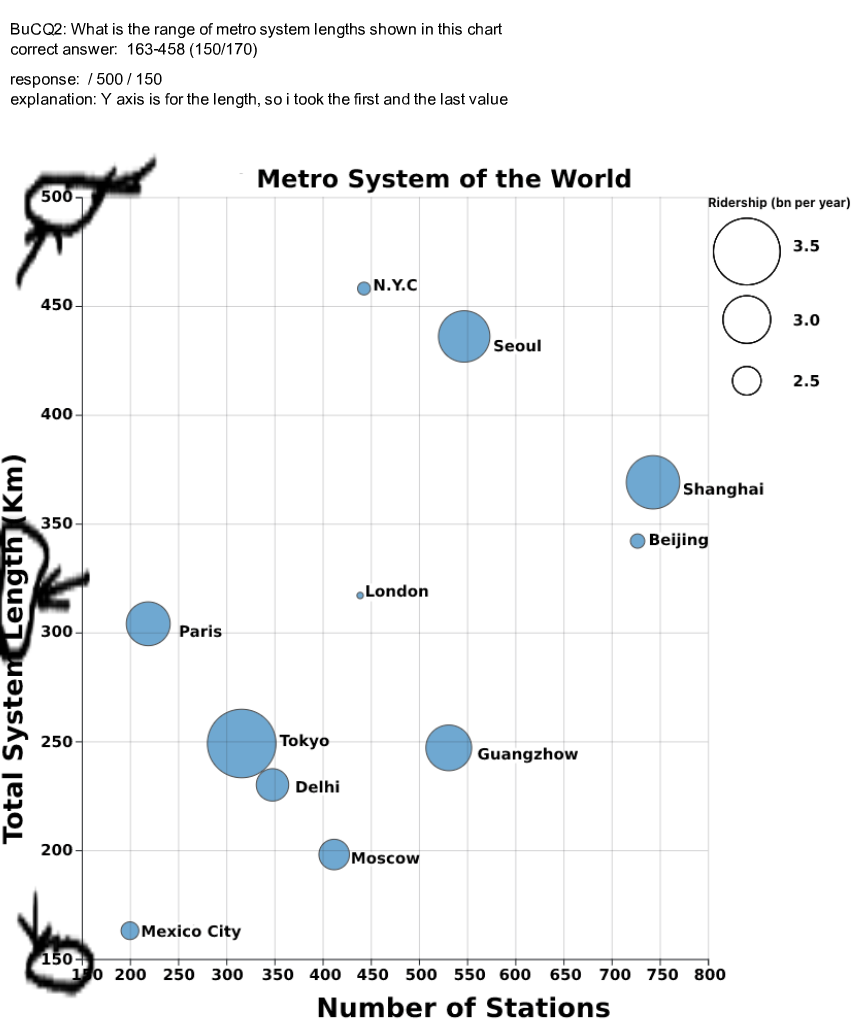 BuCQ2: What is the range of metro system lengths shown in this chart
correct answer:  163-458 (150/170)
response:  / 500 / 150
explanation: Y axis is for the length, so i took the first and the last value
Metro System of the World
Ridership (bn per year)
3.5
3.0
2.5
500
450
400
350
300
250
200
150
Total System Length (Km)
N.Y.C
Seoul
Shanghai
Beijing
London
Paris
Tokyo
Guangzhow
Delhi
Moscow
Mexico City
150 200 250 300 350 400 450 500 550 600 650 700 750 800
Number of Stations